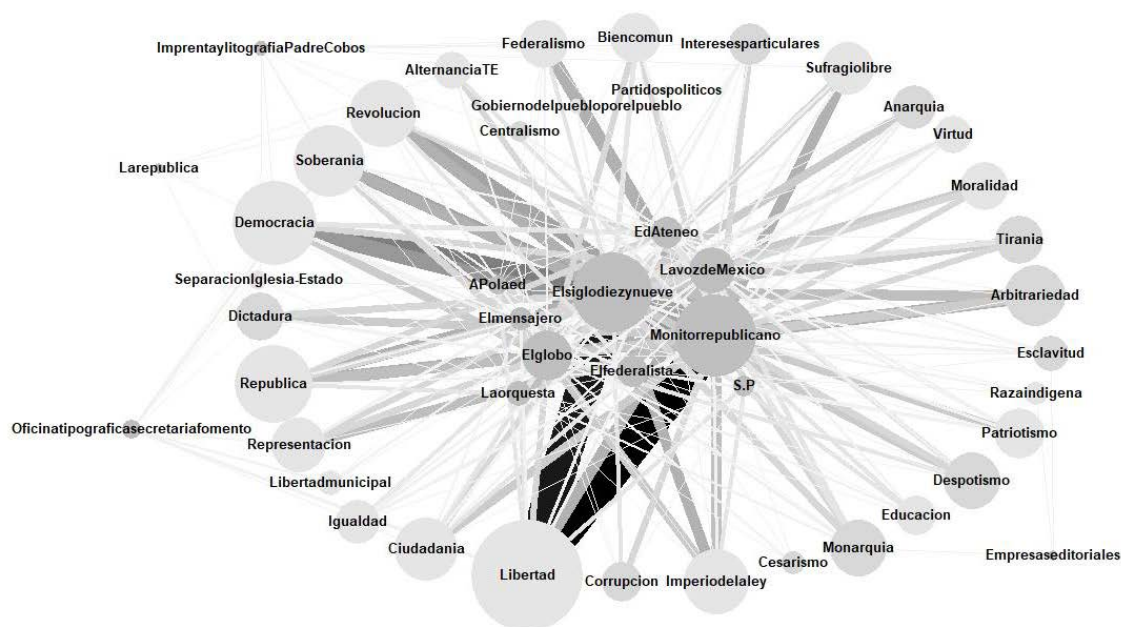 Biencomun
Federalismo
Interesesparticulares
ImprentaylitografiaPadreCobos
Sufragiolibre
AlternanciaTE
Partidospoliticos
Gobiernodelpuebloporelpueblo
Anarquia
Revolucion
Centralismo
Virtud
Soberania
Larepublica
Moralidad
Democracia
EdAteneo
Tirania
LavozdeMexico
SeparacionIglesia-Estado
APolaed
Elsiglodiezynueve
Arbitrariedad
Dictadura
Elmensajero
Monitorrepublicano
Elglobo
Esclavitud
Elfederalista
Republica
S.P
Laorquesta
Razaindigena
Oficinatipograficasecretariafomento
Patriotismo
Representacion
Libertadmunicipal
Despotismo
Igualdad
Educacion
Ciudadania
Monarquia
Empresaseditoriales
Cesarismo
Libertad
Corrupcion
Imperiodelaley